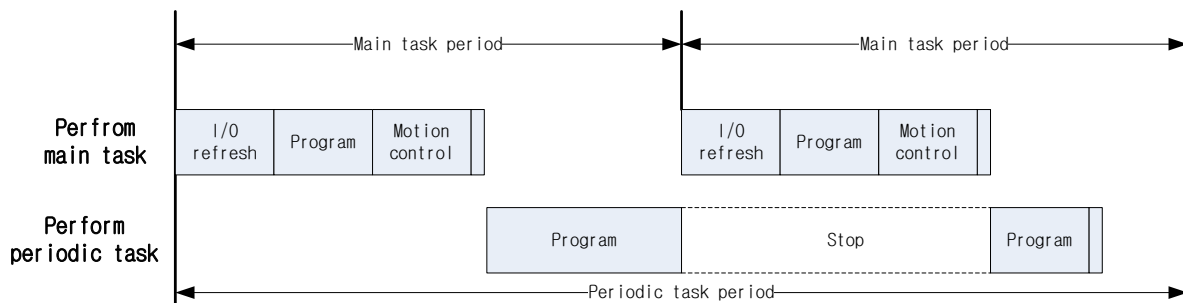 Main task period
Main task period
Perfrom
main task
I/O
refresh
Program
Motion
control
I/O
refresh
Program
Motion
control
Perform
periodic task
Program
Stop
Program
Periodic task period